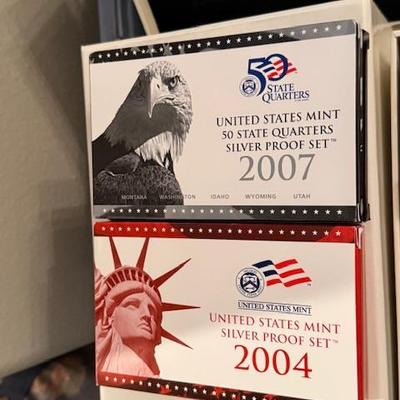 50
STATE
QUARTERS
UNITED STATES MINT
50 STATE QUARTERS
SILVER PROOF SET™
2007
MONTANA WASHINGTON IDAHO WYOMING UTAH
UNITED STATES MINT
UNITED STATES MINT
SILVER PROOF SET™
2004